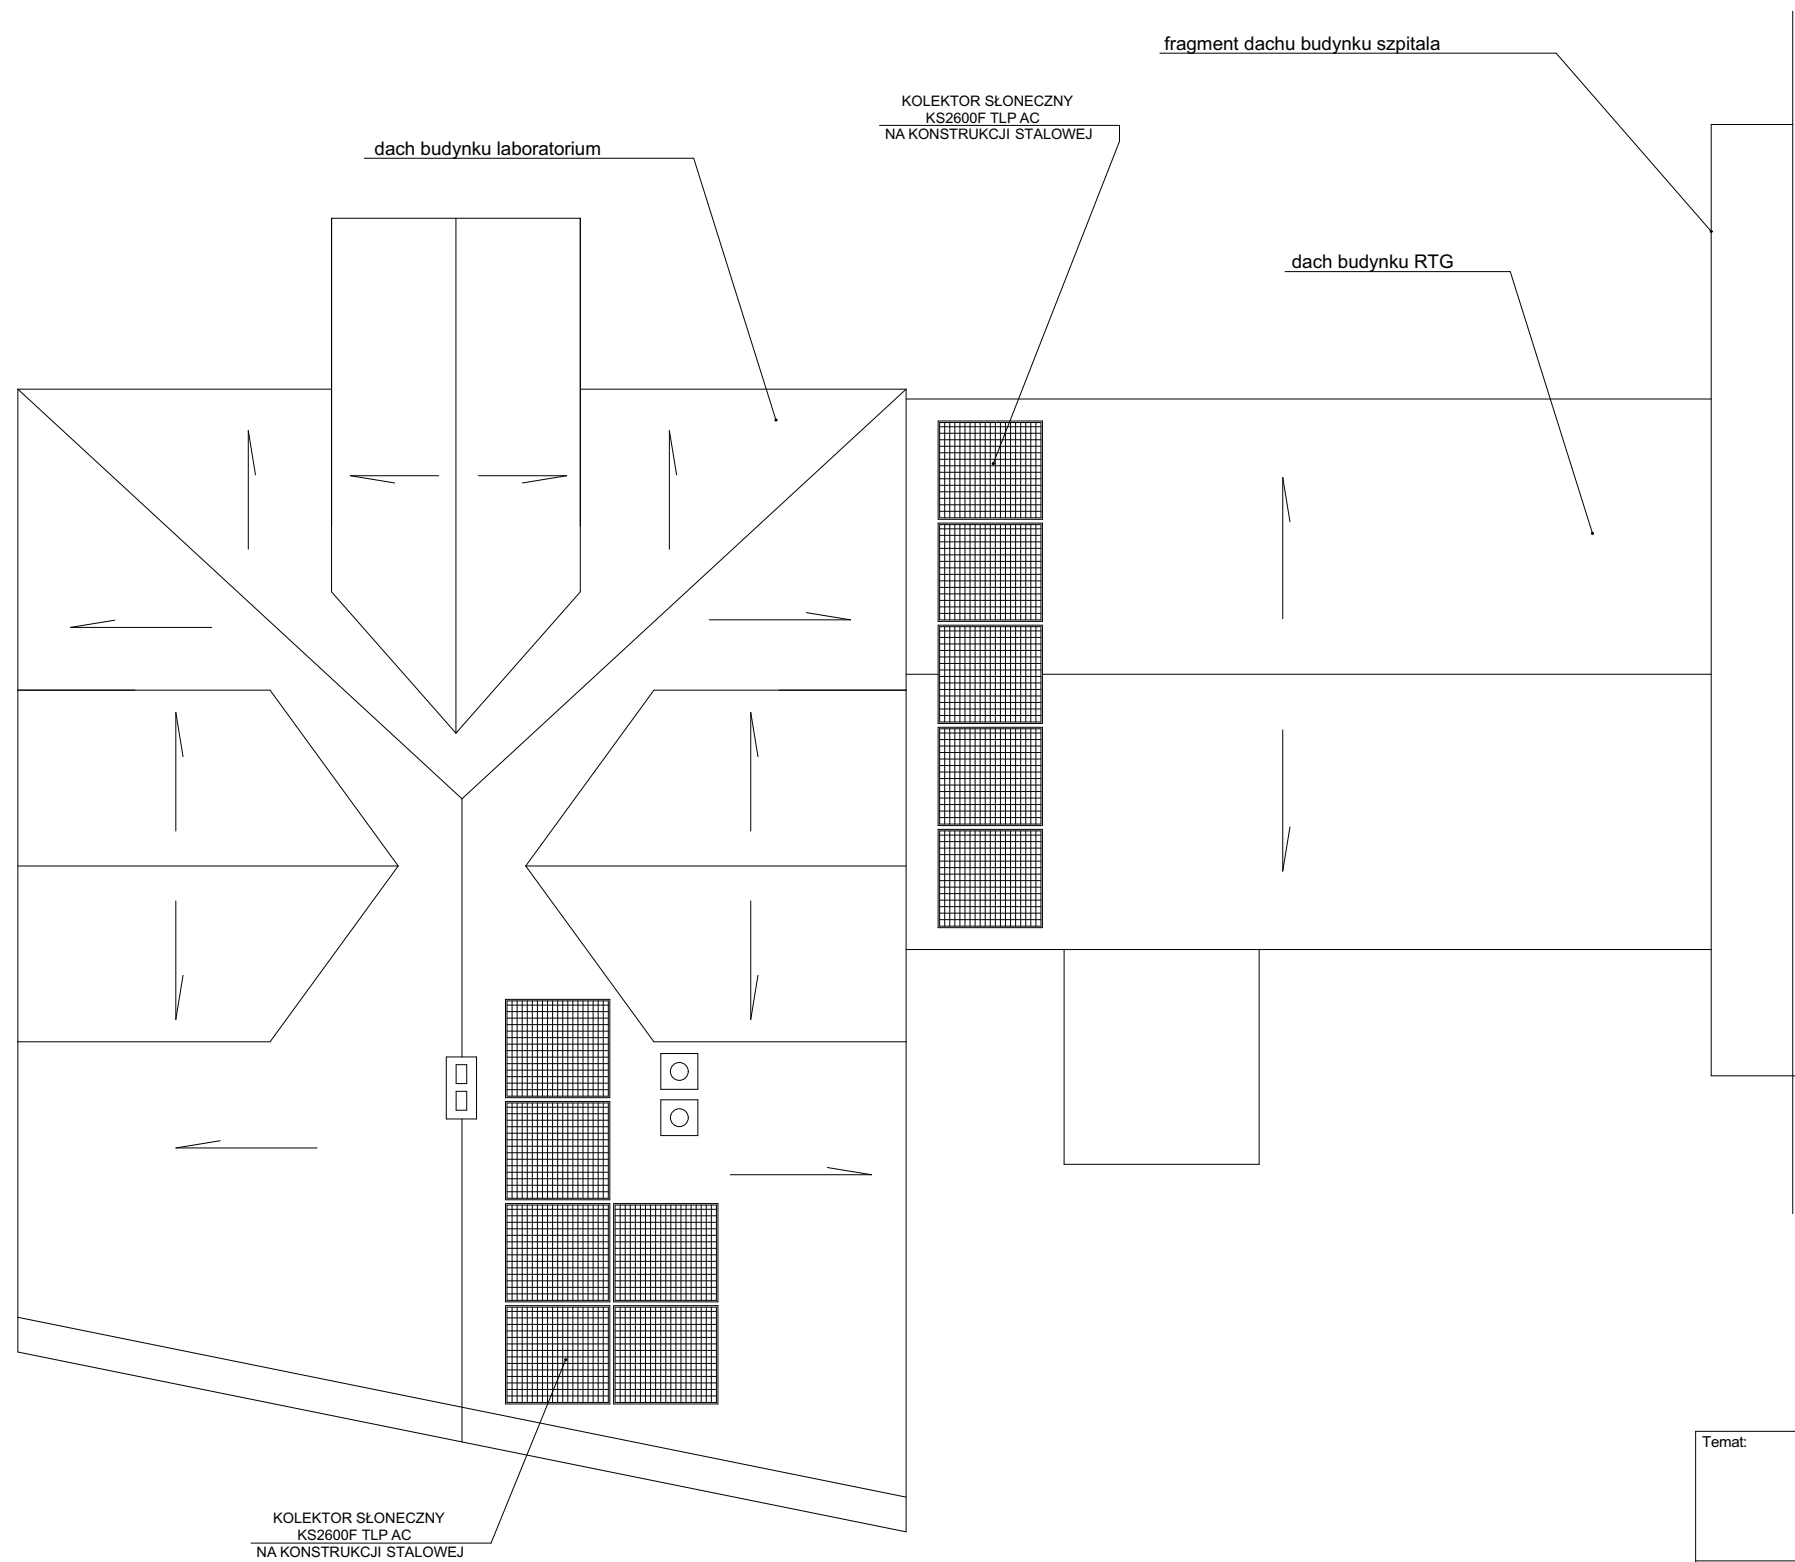 fragment dachu budynku szpitala
KOLEKTOR SŁONECZNY
KS2600F TLP AC
NA KONSTRUKCJI STALOWEJ
dach budynku laboratorium
dach budynku RTG
KOLEKTOR SŁONECZNY
KS2600F TLP AC
NA KONSTRUKCJI STALOWEJ
Temat: